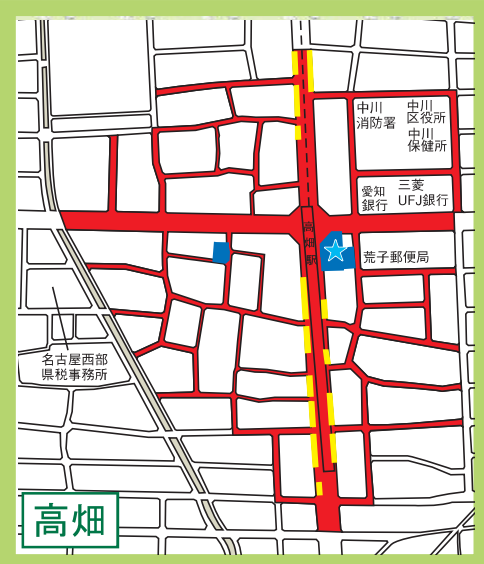 中川
消防署
中川
区役所
中川
保健所
愛知
銀行
三菱
UFJ銀行
高畑駅
荒子郵便局
名古屋西部
県税事務所
高畑